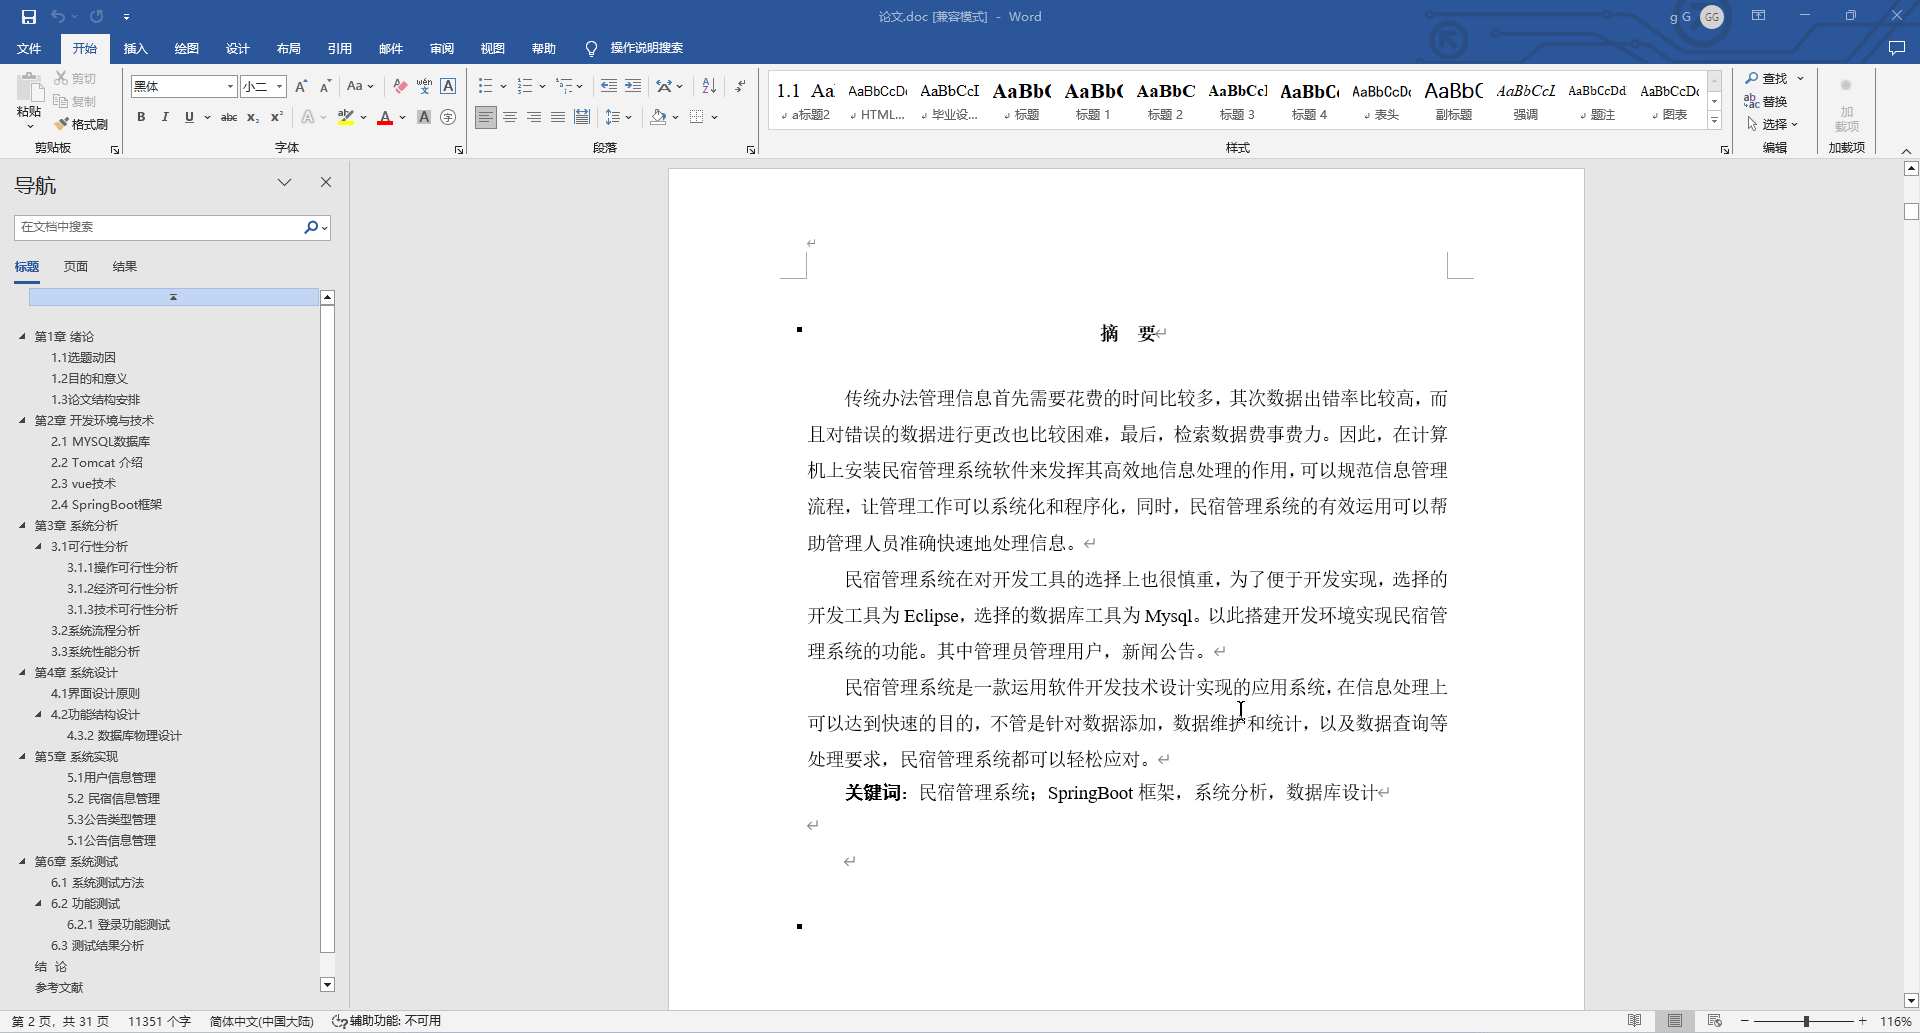 论文.doc [兼容模式] - Word
g G GG
文件 开始 插入 绘图 设计 布局 引用 邮件 审阅 视图 帮助 操作说明搜索
粘贴 剪切 复制 格式刷
黑体 小二 Aa wén A
B I U abc x₂ x² A A A 字
1.1 Aa AaBbCcDc AaBbCcI AaBb( AaBb( AaBbC AaBbCcI AaBbC( AaBbCcDc AaBb( AaBbCcL AaBbCcDd AaBbCcDc
a标题2 HTML... 毕业设... 标题 标题 1 标题 2 标题 3 标题 4 表头 副标题 强调 题注 图表
查找
替换
选择
加
载项
剪贴板 字体 段落 样式 编辑 加载项
导航
在文档中搜索
标题 页面 结果
第1章 绪论
1.1选题动因
1.2目的和意义
1.3论文结构安排
第2章 开发环境与技术
2.1 MYSQL数据库
2.2 Tomcat 介绍
2.3 vue技术
2.4 SpringBoot框架
第3章 系统分析
3.1可行性分析
3.1.1操作可行性分析
3.1.2经济可行性分析
3.1.3技术可行性分析
3.2系统流程分析
3.3系统性能分析
第4章 系统设计
4.1界面设计原则
4.2功能结构设计
4.3.2 数据库物理设计
第5章 系统实现
5.1用户信息管理
5.2 民宿信息管理
5.3公告类型管理
5.1公告信息管理
第6章 系统测试
6.1 系统测试方法
6.2 功能测试
6.2.1 登录功能测试
6.3 测试结果分析
结 论
参考文献
摘 要
传统办法管理信息首先需要花费的时间比较多，其次数据出错率比较高，而
且对错误的数据进行更改也比较困难，最后，检索数据费事费力。因此，在计算
机上安装民宿管理系统软件来发挥其高效地信息处理的作用，可以规范信息管理
流程，让管理工作可以系统化和程序化，同时，民宿管理系统的有效运用可以帮
助管理人员准确快速地处理信息。
民宿管理系统在对开发工具的选择上也很慎重，为了便于开发实现，选择的
开发工具为 Eclipse，选择的数据库工具为 Mysql。以此搭建开发环境实现民宿管
理系统的功能。其中管理员管理用户，新闻公告。
民宿管理系统是一款运用软件开发技术设计实现的应用系统，在信息处理上
可以达到快速的目的，不管是针对数据添加，数据维护和统计，以及数据查询等
处理要求，民宿管理系统都可以轻松应对。
关键词：民宿管理系统；SpringBoot 框架，系统分析，数据库设计
第 2 页，共 31 页 11351 个字 简体中文(中国大陆) 辅助功能: 不可用 116%